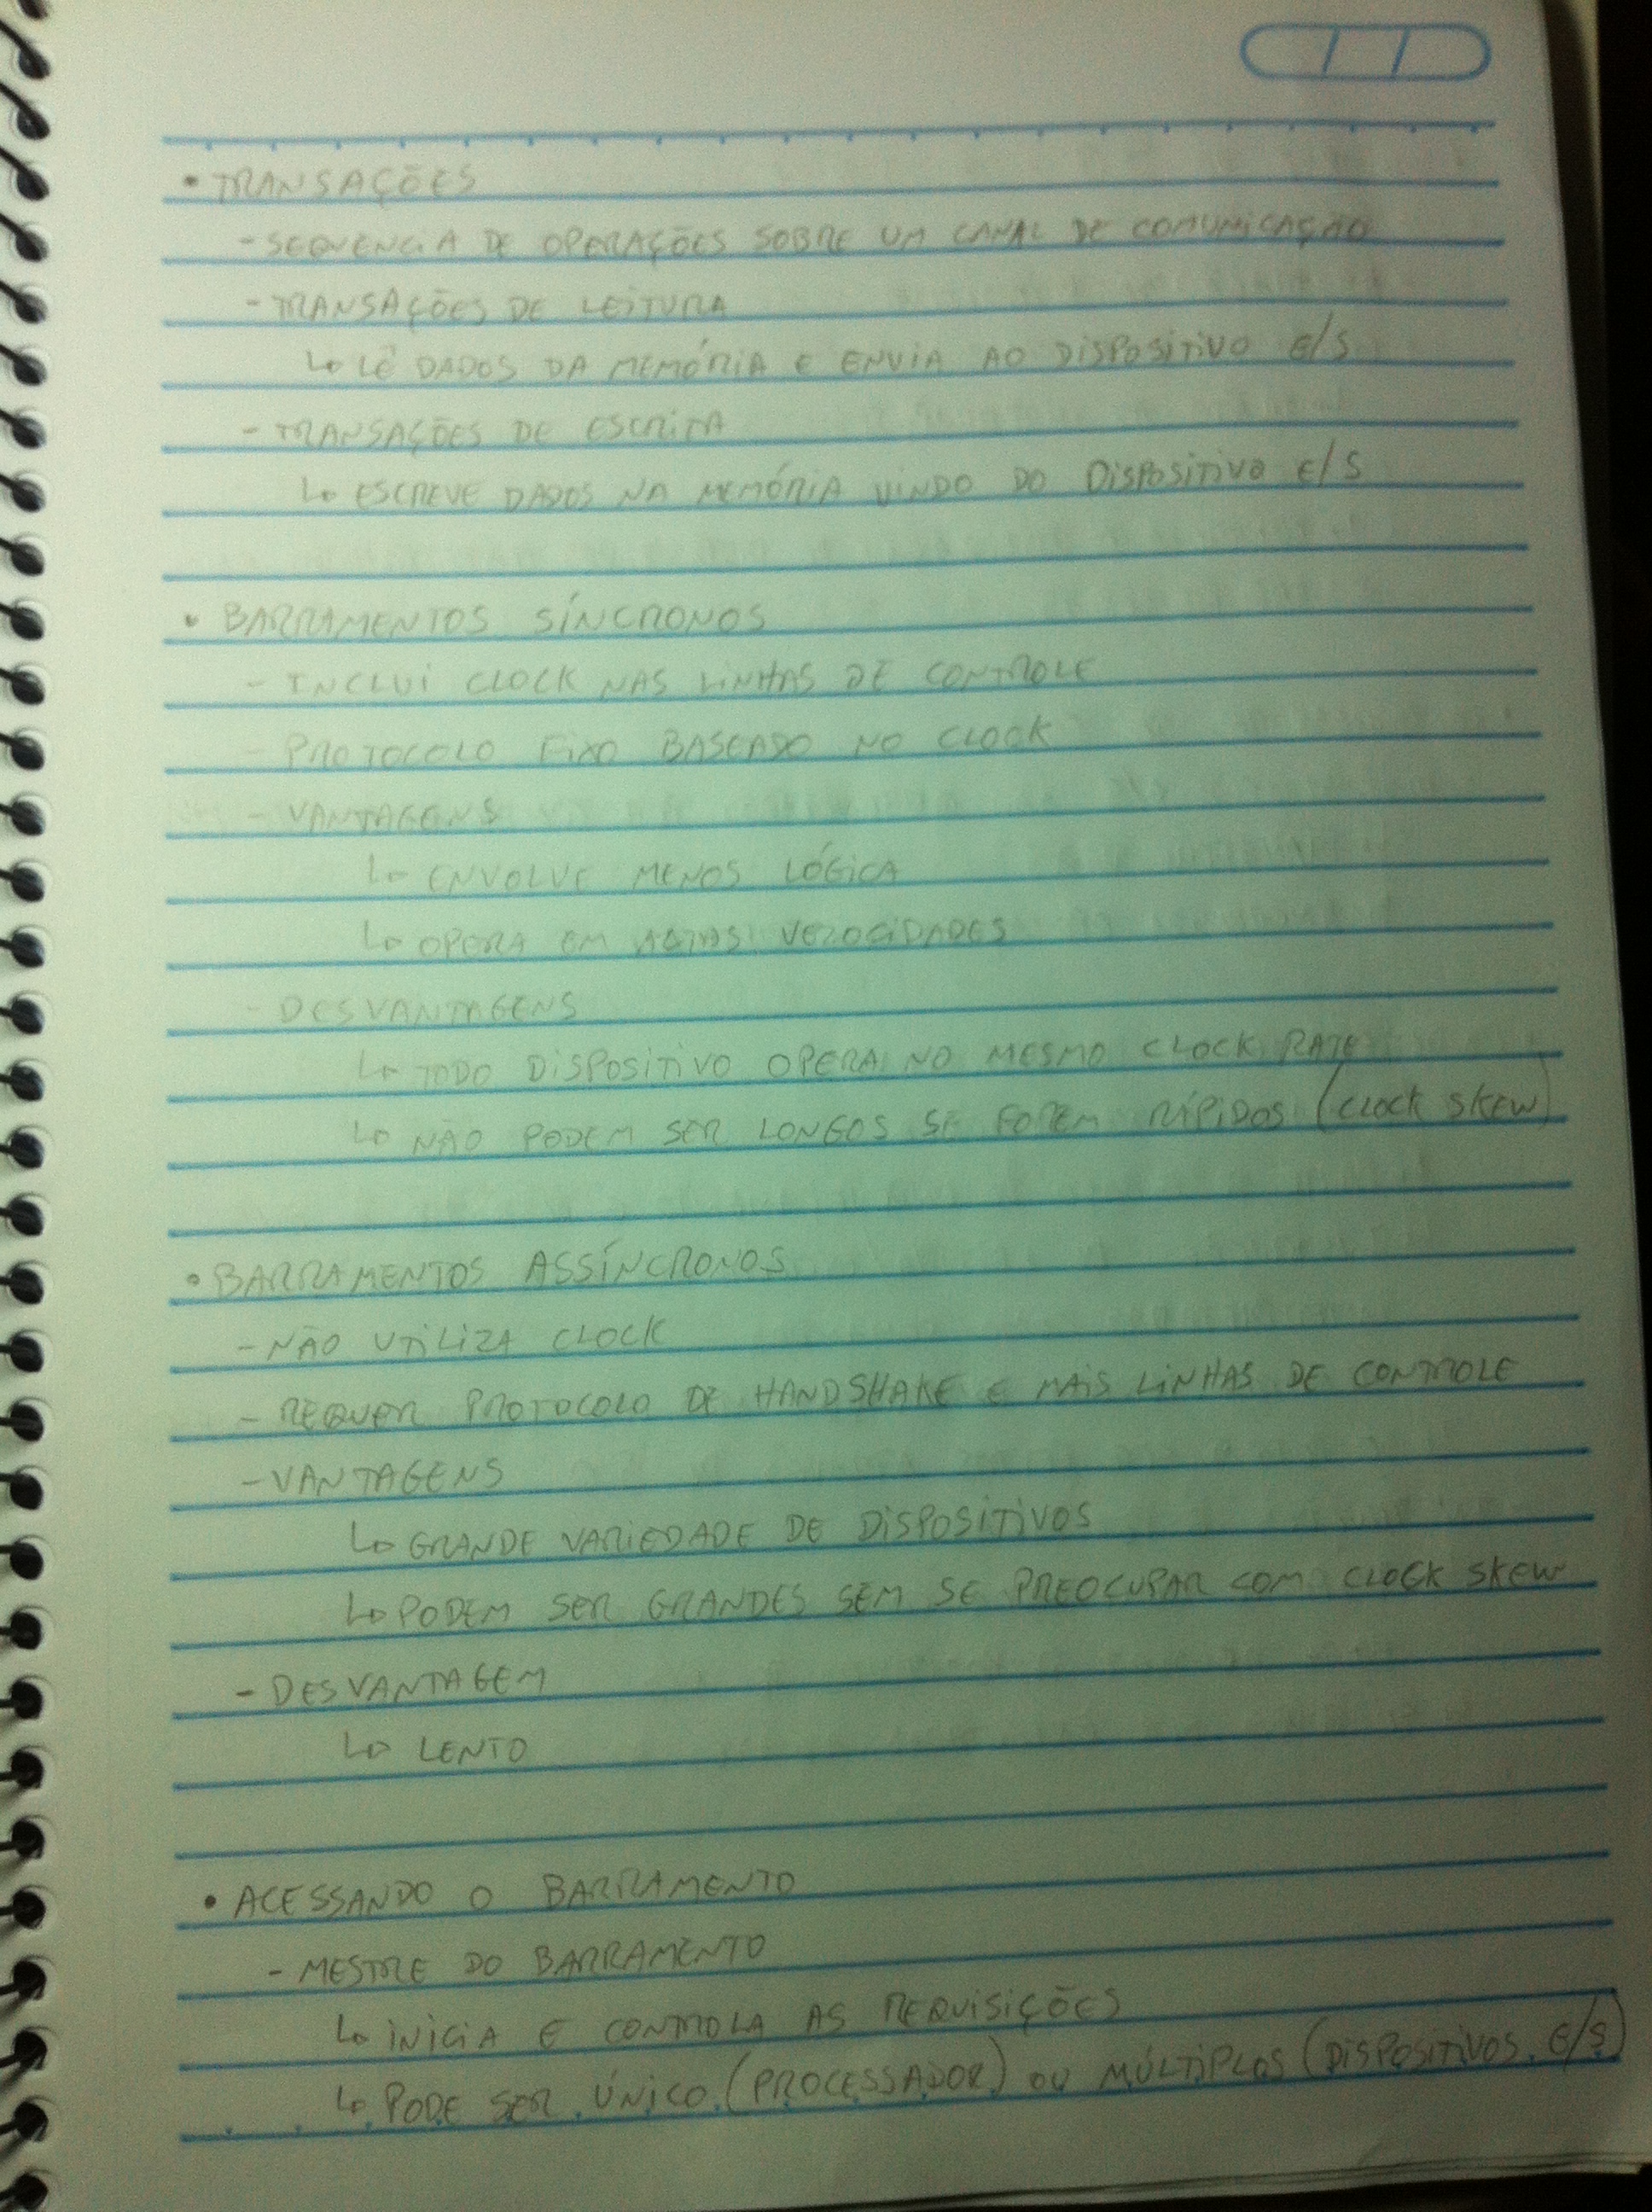 • TRANSAÇÕES
- SEQUENCIA DE OPERAÇÕES SOBRE UM CANAL DE COMUNICAÇÃO
- TRANSAÇÕES DE LEITURA
↳ LÊ DADOS DA MEMÓRIA E ENVIA AO DISPOSITIVO E/S
- TRANSAÇÕES DE ESCRITA
↳ ESCREVE DADOS NA MEMÓRIA VINDO DO DISPOSITIVO E/S
• BARRAMENTOS SÍNCRONOS
- INCLUI CLOCK NAS LINHAS DE CONTROLE
- PROTOCOLO FIXO BASEADO NO CLOCK
- VANTAGENS
↳ ENVOLVE MENOS LÓGICA
↳ OPERA EM ALTAS VELOCIDADES
- DESVANTAGENS
↳ TODO DISPOSITIVO OPERA NO MESMO CLOCK RATE
↳ NÃO PODEM SER LONGOS SE FOREM RÁPIDOS (CLOCK SKEW)
• BARRAMENTOS ASSÍNCRONOS
- NÃO UTILIZA CLOCK
- REQUER PROTOCOLO DE HANDSHAKE E MAIS LINHAS DE CONTROLE
- VANTAGENS
↳ GRANDE VARIEDADE DE DISPOSITIVOS
↳ PODEM SER GRANDES SEM SE PREOCUPAR COM CLOCK SKEW
- DESVANTAGEM
↳ LENTO
• ACESSANDO O BARRAMENTO
- MESTRE DO BARRAMENTO
↳ INICIA E CONTROLA AS REQUISIÇÕES
↳ PODE SER ÚNICO (PROCESSADOR) OU MÚLTIPLOS (DISPOSITIVOS E/S)